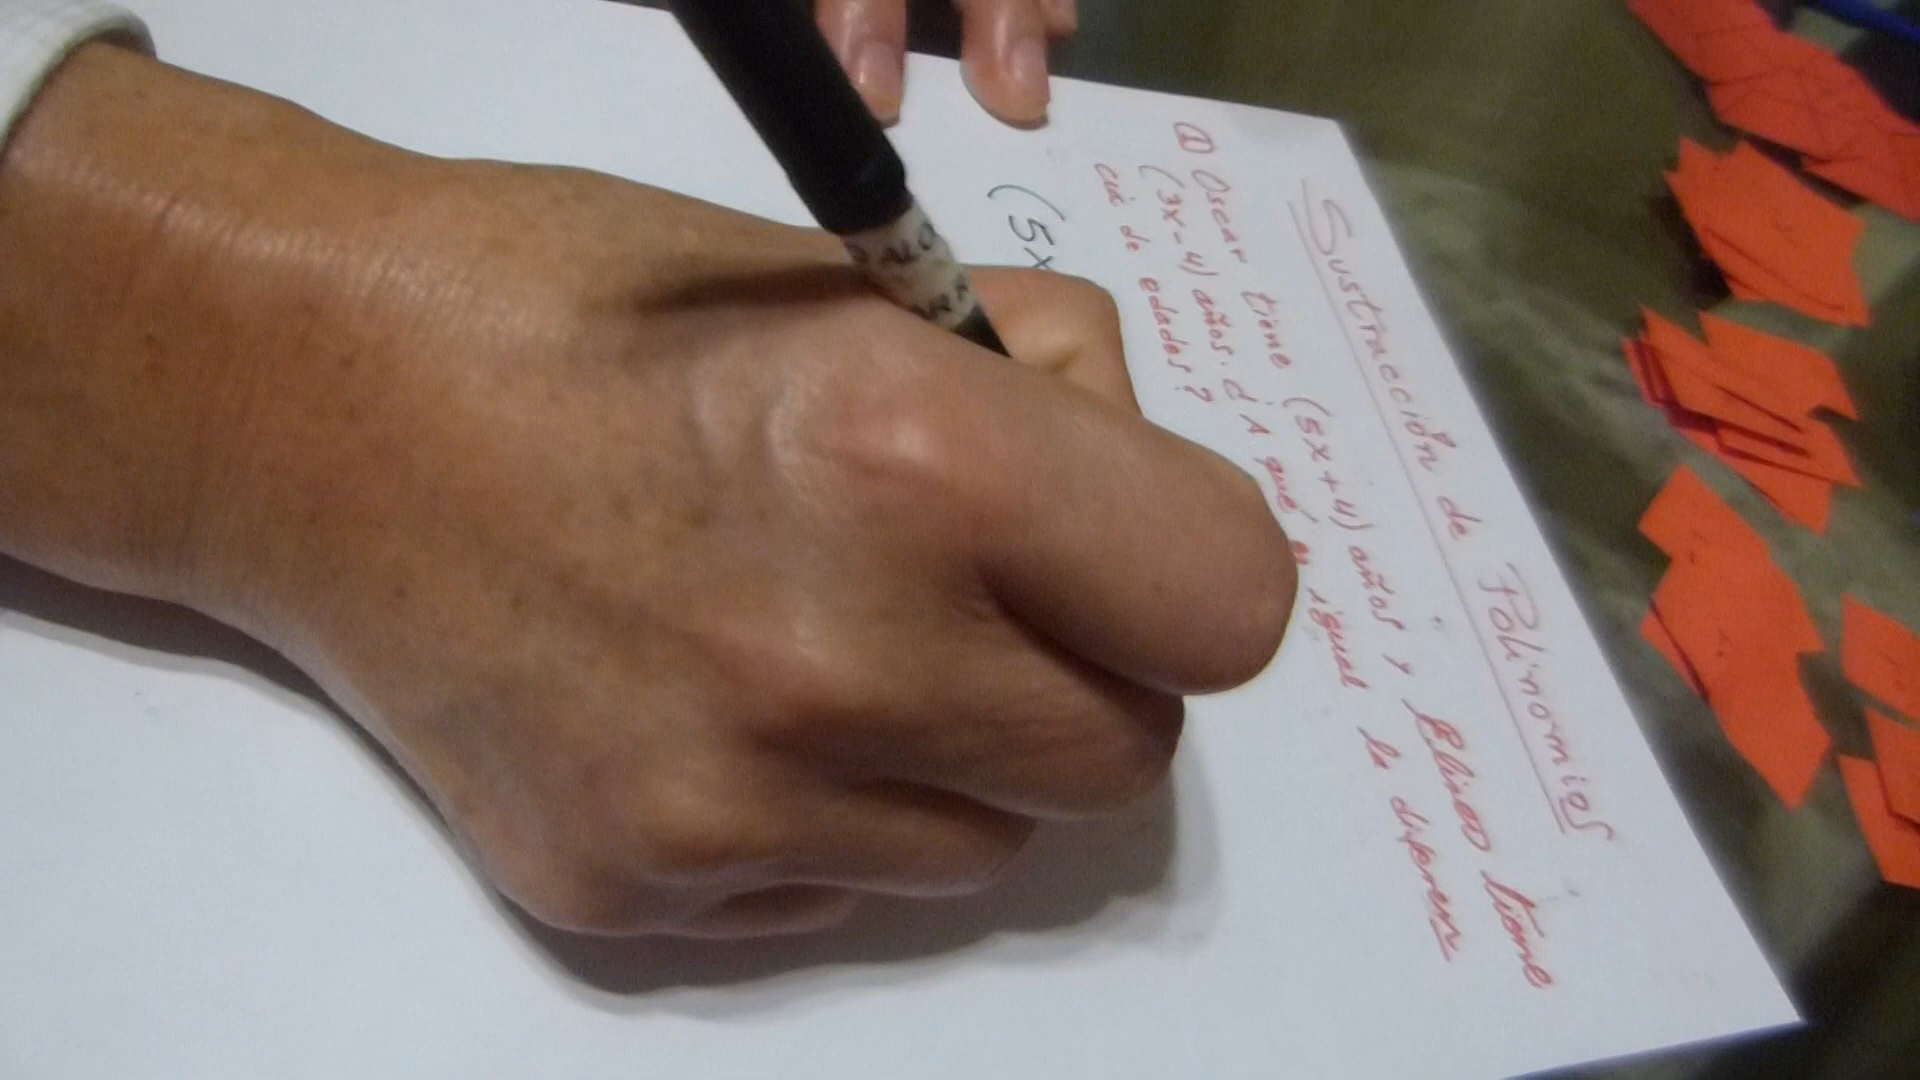 Sustracción de Polinomios
1 Oscar tiene (5x+4) años y tiene
(3x-4) años. ¿A qué es igual la diferen
cia de edades?
(5x